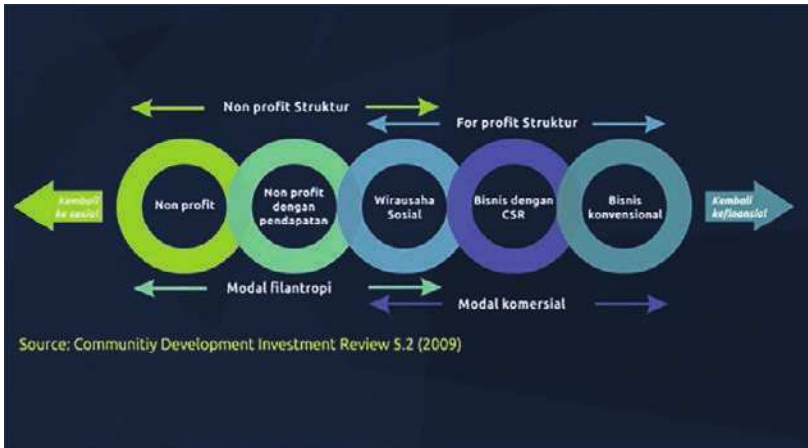 Non profit Struktur
For profit Struktur
Kembali
ke sosial
Non profit
Non profit
dengan
pendapatan
Wirausaha
Sosial
Bisnis dengan
CSR
Bisnis
konvensional
Kembali
kefinansial
Modal filantropi
Modal komersial
Source: Communitiy Development Investment Review 5.2 (2009)